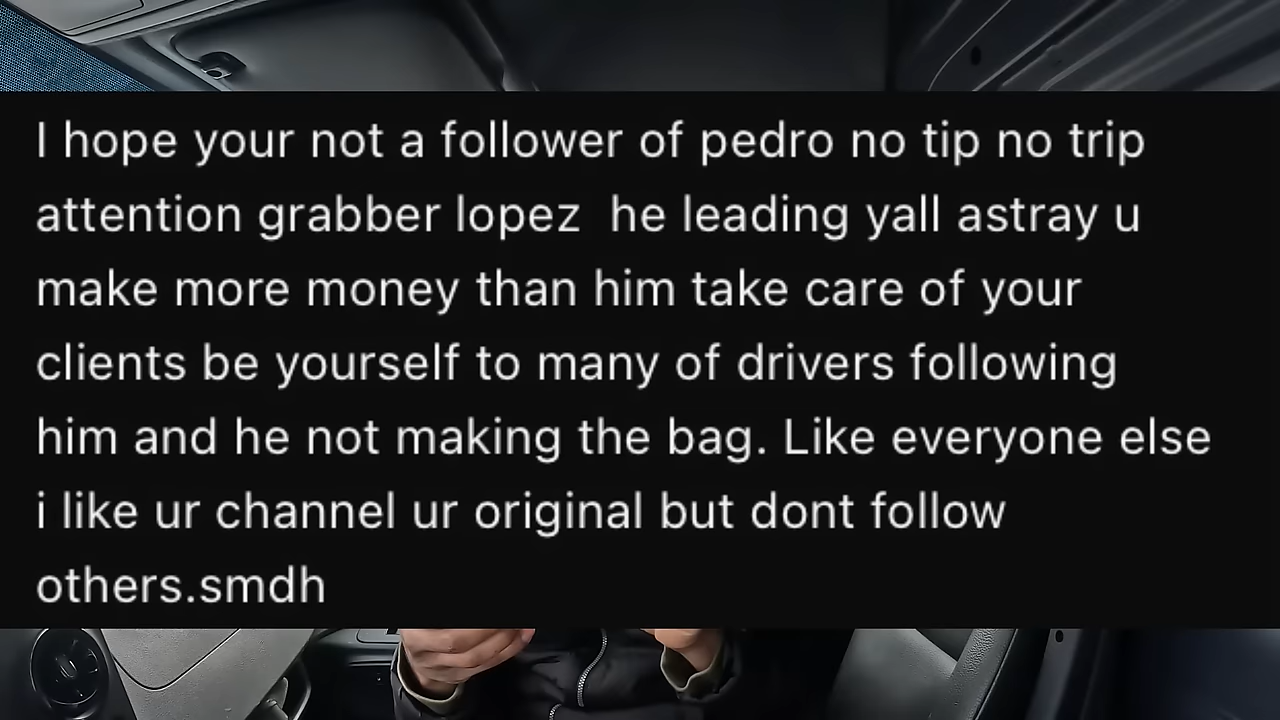 I hope your not a follower of pedro no tip no trip
attention grabber lopez  he leading yall astray u
make more money than him take care of your
clients be yourself to many of drivers following
him and he not making the bag. Like everyone else
i like ur channel ur original but dont follow
others.smdh